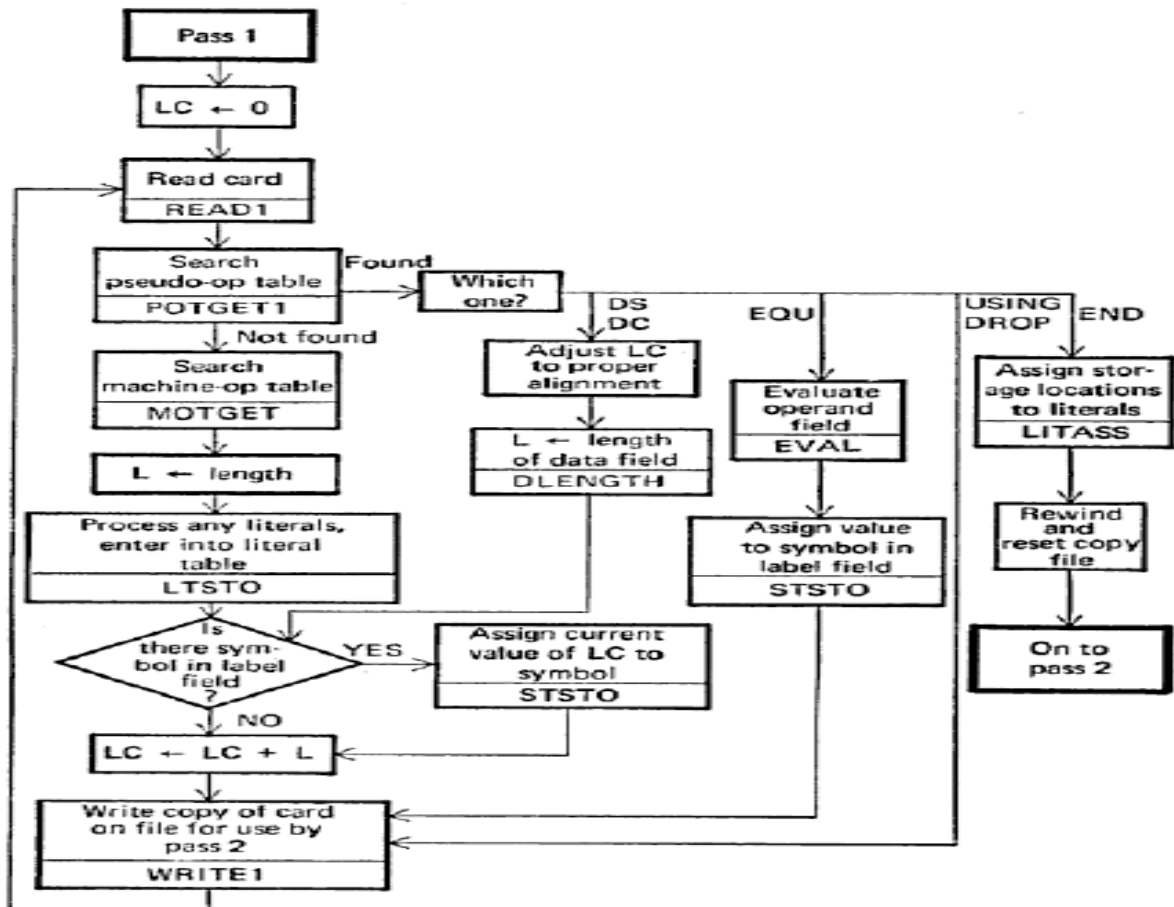 Pass 1
LC ← 0
Read card
READ1
Search
pseudo-op table
POTGET1
Found
Which
one?
Not found
Search
machine-op table
MOTGET
L ← length
Process any literals,
enter into literal
table
LTSTO
Is
there sym-
bol in label
field
?
YES
NO
Assign current
value of LC to
symbol
STSTO
LC ← LC + L
Write copy of card
on file for use by
pass 2
WRITE1
DS
DC
Adjust LC
to proper
alignment
L ← length
of data field
DLENGTH
EQU
Evaluate
operand
field
EVAL
Assign value
to symbol in
label field
STSTO
USING
DROP
END
Assign stor-
age locations
to literals
LITASS
Rewind
and
reset copy
file
On to
pass 2